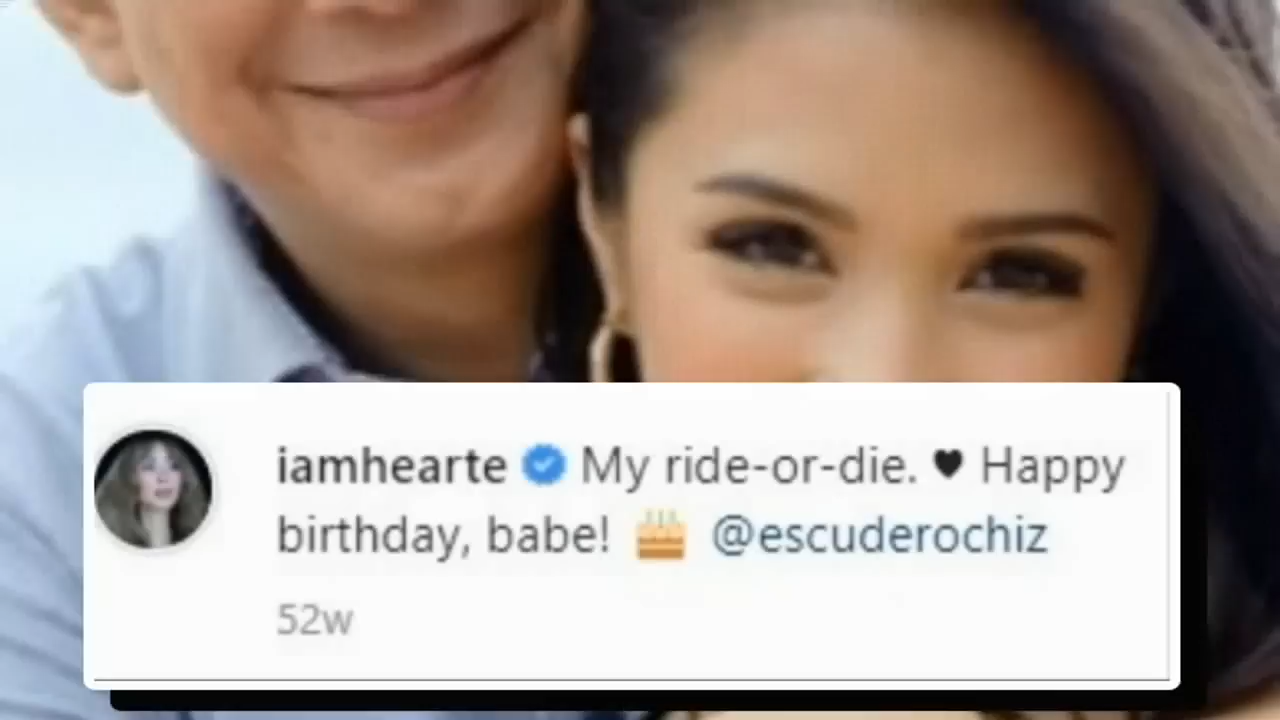 iamhearte My ride-or-die. 🖤 Happy
birthday, babe! 🎂 @escuderochiz
52w